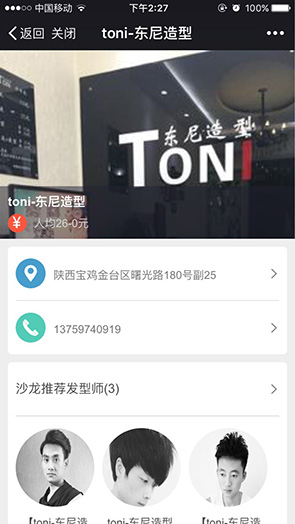 中国移动 下午2:27 100%
返回 关闭 toni-东尼造型
东尼造型
TONI
toni-东尼造型
¥ 人均26-0元
陕西宝鸡金台区曙光路180号副25
13759740919
沙龙推荐发型师(3)
【toni-东尼造 toni-东尼造型 【toni-东尼造